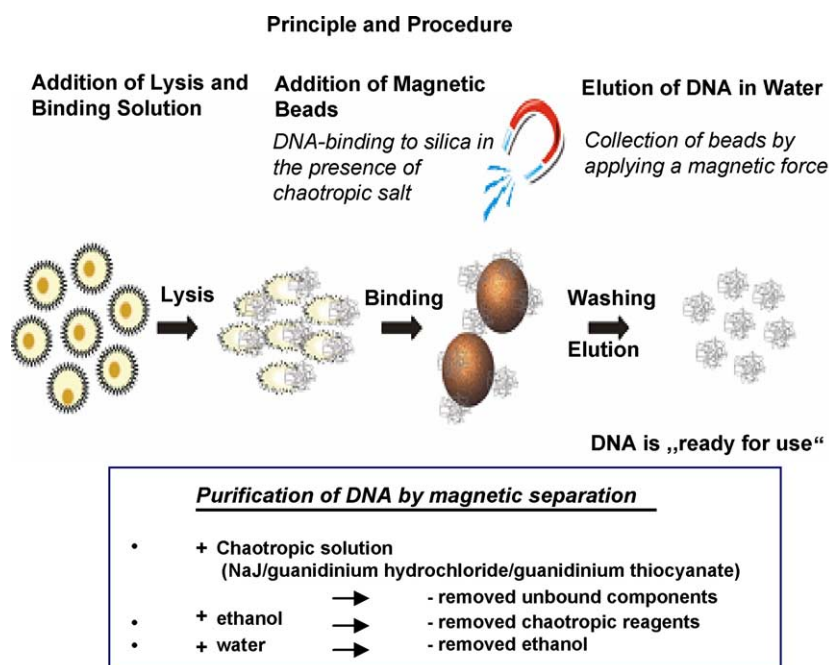 Principle and Procedure
Addition of Lysis and
Binding Solution
Addition of Magnetic
Beads
DNA-binding to silica in
the presence of
chaotropic salt
Elution of DNA in Water
Collection of beads by
applying a magnetic force
Lysis
Binding
Washing
Elution
DNA is „ready for use“
Purification of DNA by magnetic separation
• + Chaotropic solution
(NaJ/guanidinium hydrochloride/guanidinium thiocyanate)
→ - removed unbound components
• + ethanol → - removed chaotropic reagents
• + water → - removed ethanol